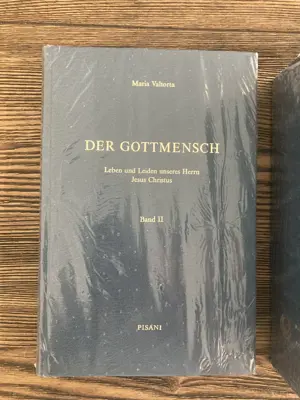 Maria Valtorta
DER GOTTMENSCH
Leben und Leiden unseres Herrn
Jesus Christus
Band II
PISANI